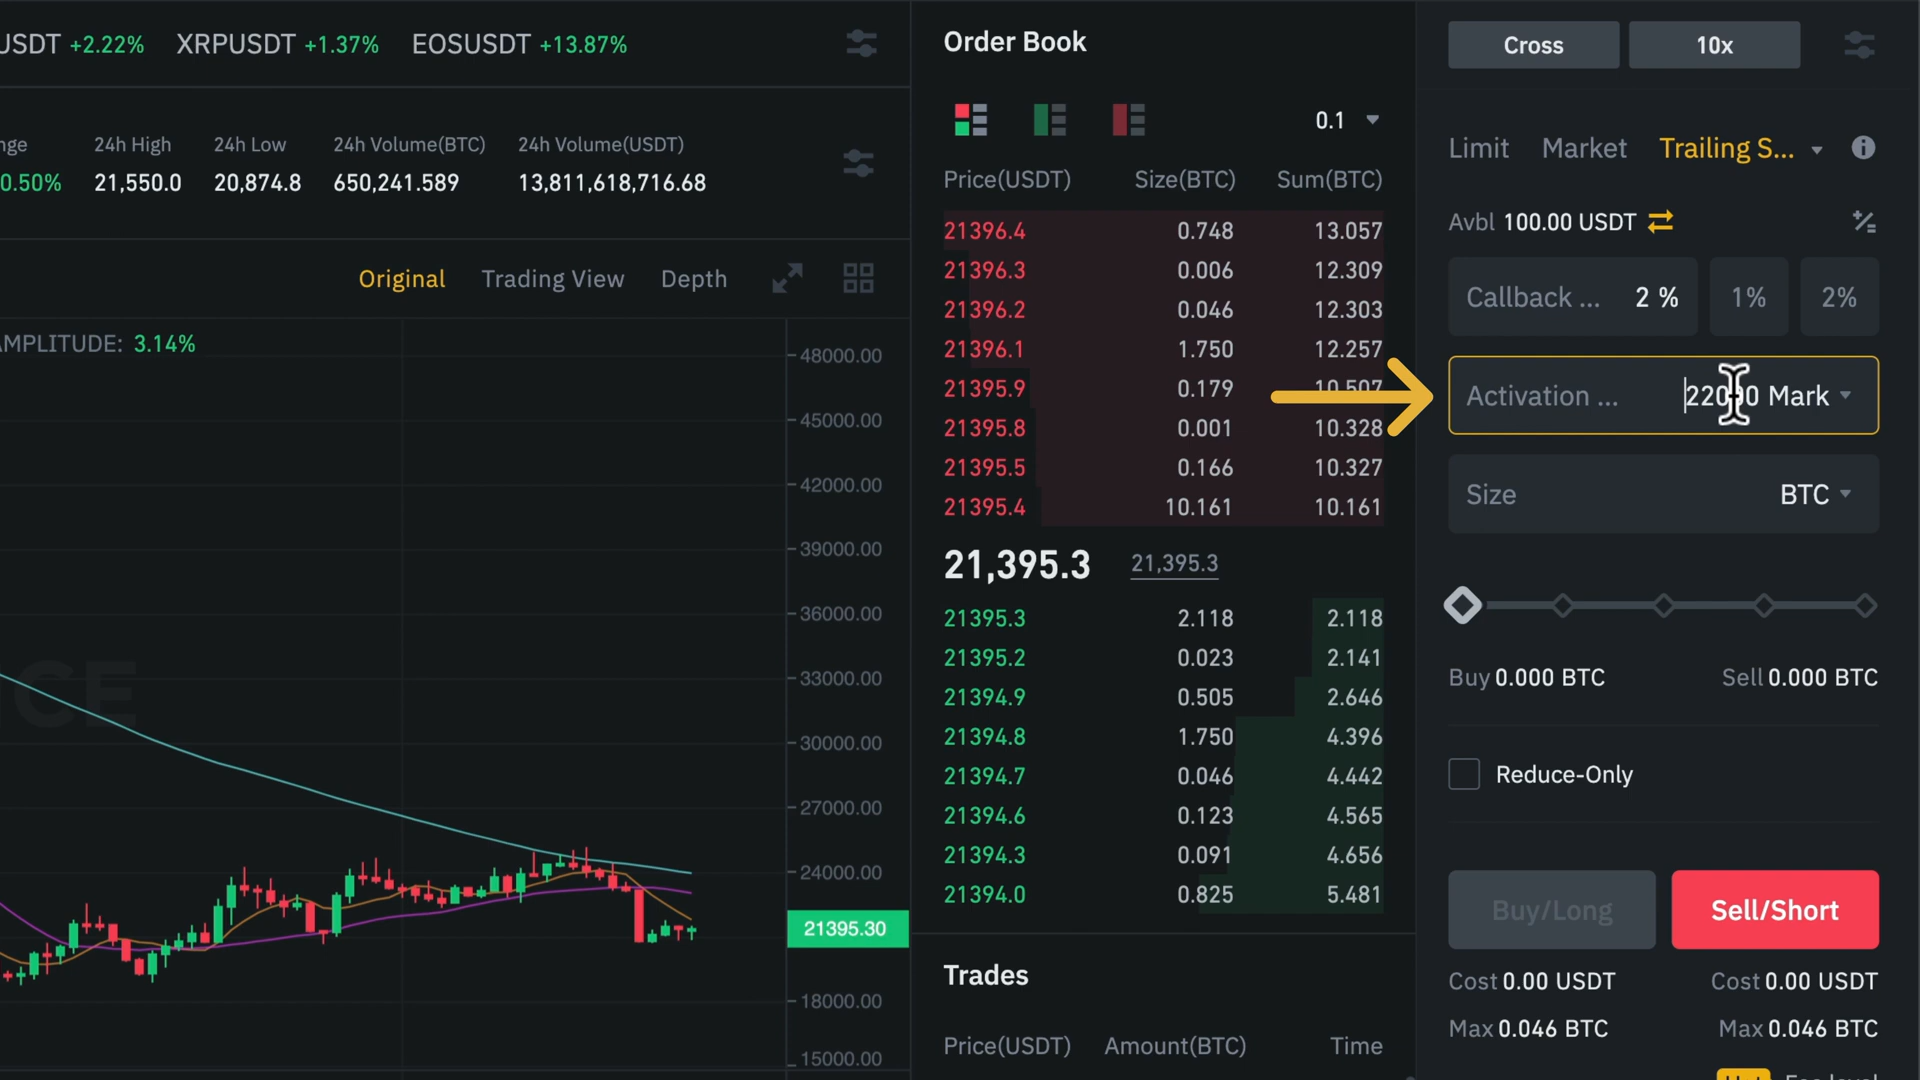 USDT +2.22% XRPUSDT +1.37% EOSUSDT +13.87%
nge 24h High 24h Low 24h Volume(BTC) 24h Volume(USDT)
0.50% 21,550.0 20,874.8 650,241.589 13,811,618,716.68
Original Trading View Depth
AMPLITUDE: 3.14%
48000.00
45000.00
42000.00
39000.00
36000.00
33000.00
30000.00
27000.00
24000.00
21395.30
18000.00
15000.00
CE
Order Book
0.1
Price(USDT) Size(BTC) Sum(BTC)
21396.4 0.748 13.057
21396.3 0.006 12.309
21396.2 0.046 12.303
21396.1 1.750 12.257
21395.9 0.179 10.507
21395.8 0.001 10.328
21395.5 0.166 10.327
21395.4 10.161 10.161
21,395.3 21,395.3
21395.3 2.118 2.118
21395.2 0.023 2.141
21394.9 0.505 2.646
21394.8 1.750 4.396
21394.7 0.046 4.442
21394.6 0.123 4.565
21394.3 0.091 4.656
21394.0 0.825 5.481
Trades
Price(USDT) Amount(BTC) Time
Cross 10x
Limit Market Trailing S...
Avbl 100.00 USDT
Callback ... 2 % 1% 2%
Activation ... 22000 Mark
Size BTC
Buy 0.000 BTC Sell 0.000 BTC
Reduce-Only
Buy/Long Sell/Short
Cost 0.00 USDT Cost 0.00 USDT
Max 0.046 BTC Max 0.046 BTC